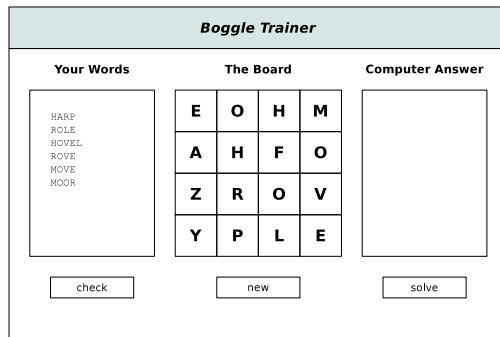 Boggle Trainer
Your Words
The Board
Computer Answer
HARP
ROLE
HOVEL
ROVE
MOVE
MOOR
E O H M
A H F O
Z R O V
Y P L E
check
new
solve